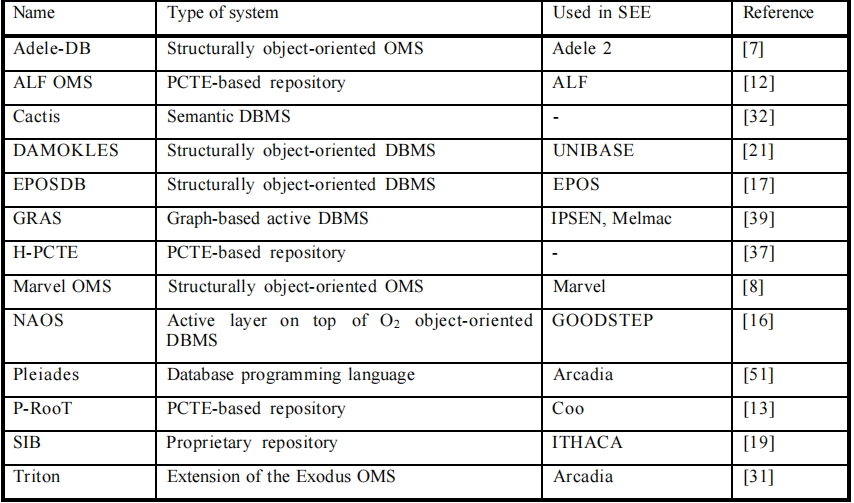 Name Type of system Used in SEE Reference
Adele-DB Structurally object-oriented OMS Adele 2 [7]
ALF OMS PCTE-based repository ALF [12]
Cactis Semantic DBMS - [32]
DAMOKLES Structurally object-oriented DBMS UNIBASE [21]
EPOSDB Structurally object-oriented DBMS EPOS [17]
GRAS Graph-based active DBMS IPSEN, Melmac [39]
H-PCTE PCTE-based repository - [37]
Marvel OMS Structurally object-oriented OMS Marvel [8]
NAOS Active layer on top of O₂ object-oriented GOODSTEP [16]
DBMS
Pleiades Database programming language Arcadia [51]
P-RooT PCTE-based repository Coo [13]
SIB Proprietary repository ITHACA [19]
Triton Extension of the Exodus OMS Arcadia [31]